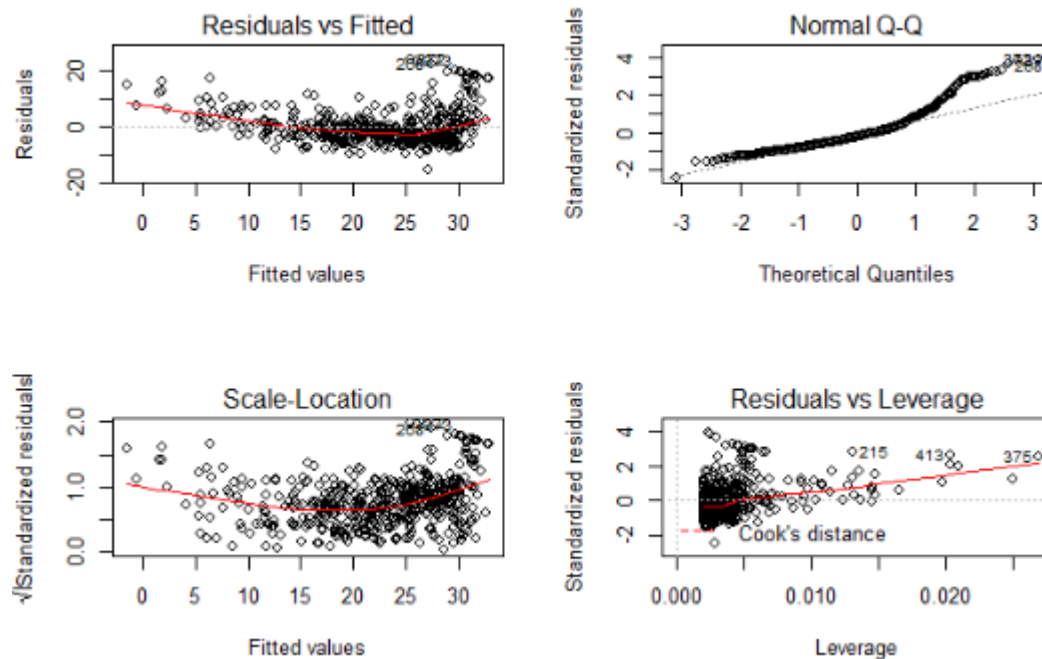 Residuals vs Fitted
Residuals
20
0
-20
0 5 10 15 20 25 30
Fitted values
Normal Q-Q
Standardized residuals
4
2
0
-2
-3 -2 -1 0 1 2 3
Theoretical Quantiles
Scale-Location
√|Standardized residuals|
2.0
1.0
0.0
0 5 10 15 20 25 30
Fitted values
Residuals vs Leverage
Standardized residuals
4
2
0
-2
215
413
375
Cook's distance
0.000 0.010 0.020
Leverage